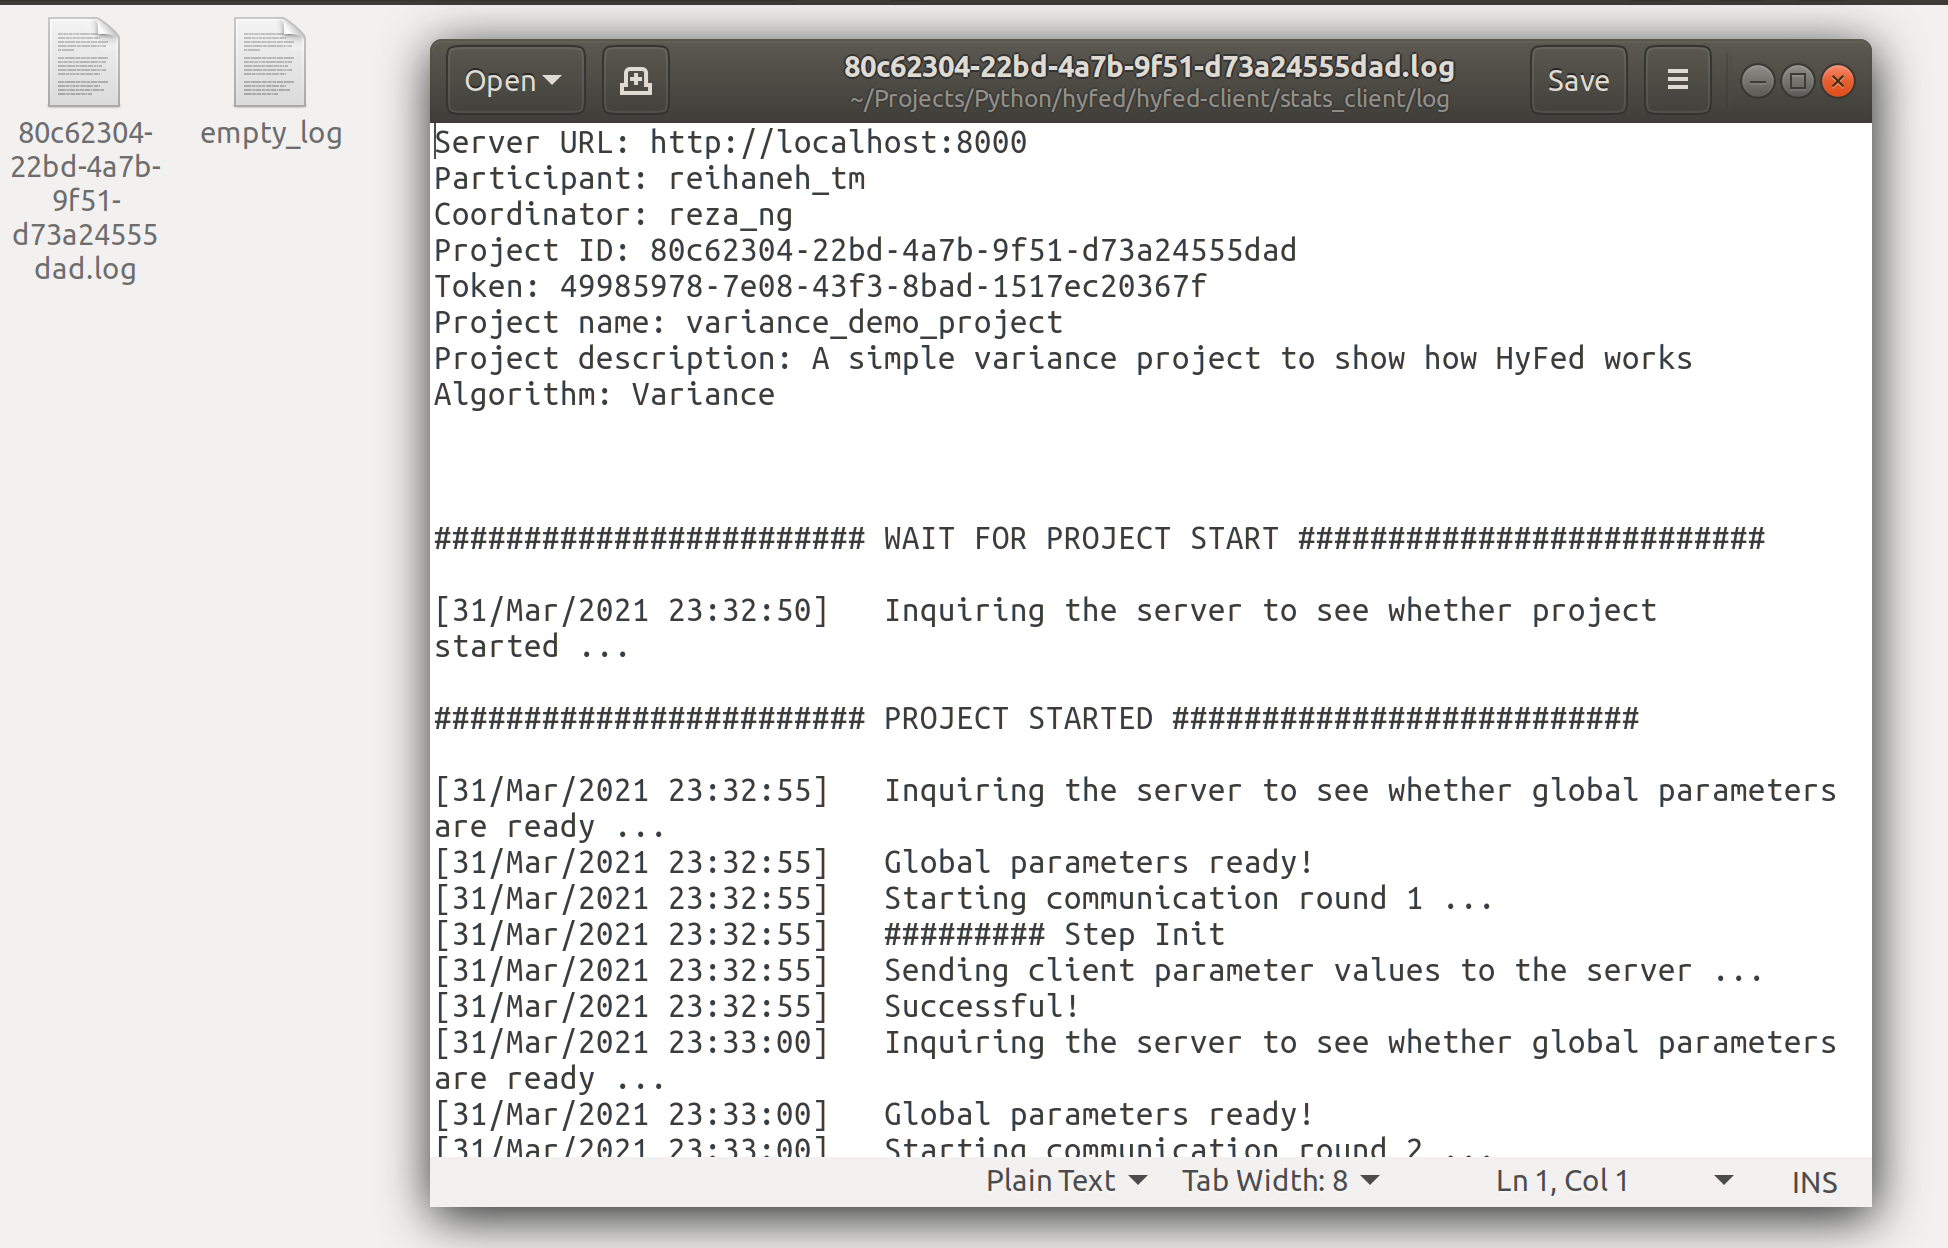 80c62304-
22bd-4a7b-
9f51-
d73a24555
dad.log
empty_log
Open
80c62304-22bd-4a7b-9f51-d73a24555dad.log
~/Projects/Python/hyfed/hyfed-client/stats_client/log
Save
Server URL: http://localhost:8000
Participant: reihaneh_tm
Coordinator: reza_ng
Project ID: 80c62304-22bd-4a7b-9f51-d73a24555dad
Token: 49985978-7e08-43f3-8bad-1517ec20367f
Project name: variance_demo_project
Project description: A simple variance project to show how HyFed works
Algorithm: Variance
######################## WAIT FOR PROJECT START ##########################
[31/Mar/2021 23:32:50]   Inquiring the server to see whether project
started ...
######################## PROJECT STARTED ##########################
[31/Mar/2021 23:32:55]   Inquiring the server to see whether global parameters
are ready ...
[31/Mar/2021 23:32:55]   Global parameters ready!
[31/Mar/2021 23:32:55]   Starting communication round 1 ...
[31/Mar/2021 23:32:55]   ######### Step Init
[31/Mar/2021 23:32:55]   Sending client parameter values to the server ...
[31/Mar/2021 23:32:55]   Successful!
[31/Mar/2021 23:33:00]   Inquiring the server to see whether global parameters
are ready ...
[31/Mar/2021 23:33:00]   Global parameters ready!
[31/Mar/2021 23:33:00]   Starting communication round 2 ...
Plain Text
Tab Width: 8
Ln 1, Col 1
INS